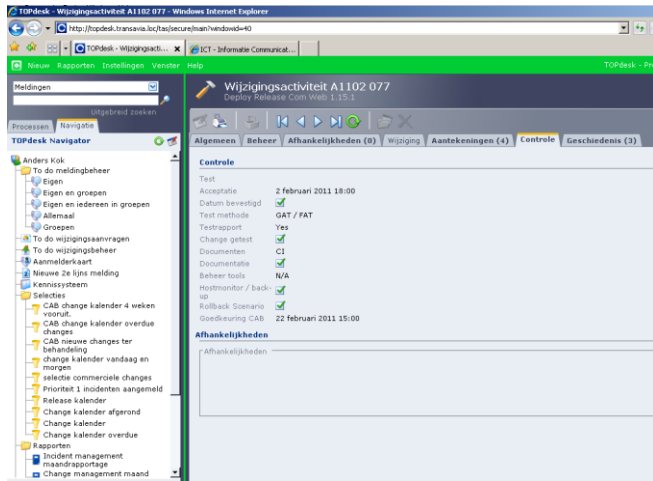 TOPdesk - Wijzigingsactiviteit A1102 077 - Windows Internet Explorer
http://topdesk.transavia.loc/tas/secure/main?windowid=40
TOPdesk - Wijzigingsacti...
ICT - Informatie Communicat...
Nieuw Rapporten Instellingen Venster Help
TOPdesk - Pr
Meldingen
Uitgebreid zoeken
Processen Navigatie
TOPdesk Navigator
Anders Kok
To do meldingbeheer
Eigen
Eigen en groepen
Eigen en iedereen in groepen
Allemaal
Groepen
To do wijzigingsaanvragen
To do wijzigingsbeheer
Aanmelderkaart
Nieuwe 2e lijns melding
Kennissysteem
Selecties
CAB change kalender 4 weken
vooruit.
CAB change kalender overdue
changes
CAB nieuwe changes ter
behandeling
change kalender vandaag en
morgen
selectie commerciele changes
Prioriteit 1 incidenten aangemeld
Release kalender
Change kalender afgerond
Change kalender
Change kalender overdue
Rapporten
Incident management
maandrapportage
Change management maand
Wijzigingsactiviteit A1102 077
Deploy Release Com Web 1.15.1
Algemeen Beheer Afhankelijkheden (0) Wijziging Aantekeningen (4) Controle Geschiedenis (3)
Controle
Test
Acceptatie 2 februari 2011 18:00
Datum bevestigd
Test methode GAT / FAT
Testrapport Yes
Change getest
Documenten CI
Documentatie
Beheer tools N/A
Hostmonitor / back-
up
Rollback Scenario
Goedkeuring CAB 22 februari 2011 15:00
Afhankelijkheden
Afhankelijkheden